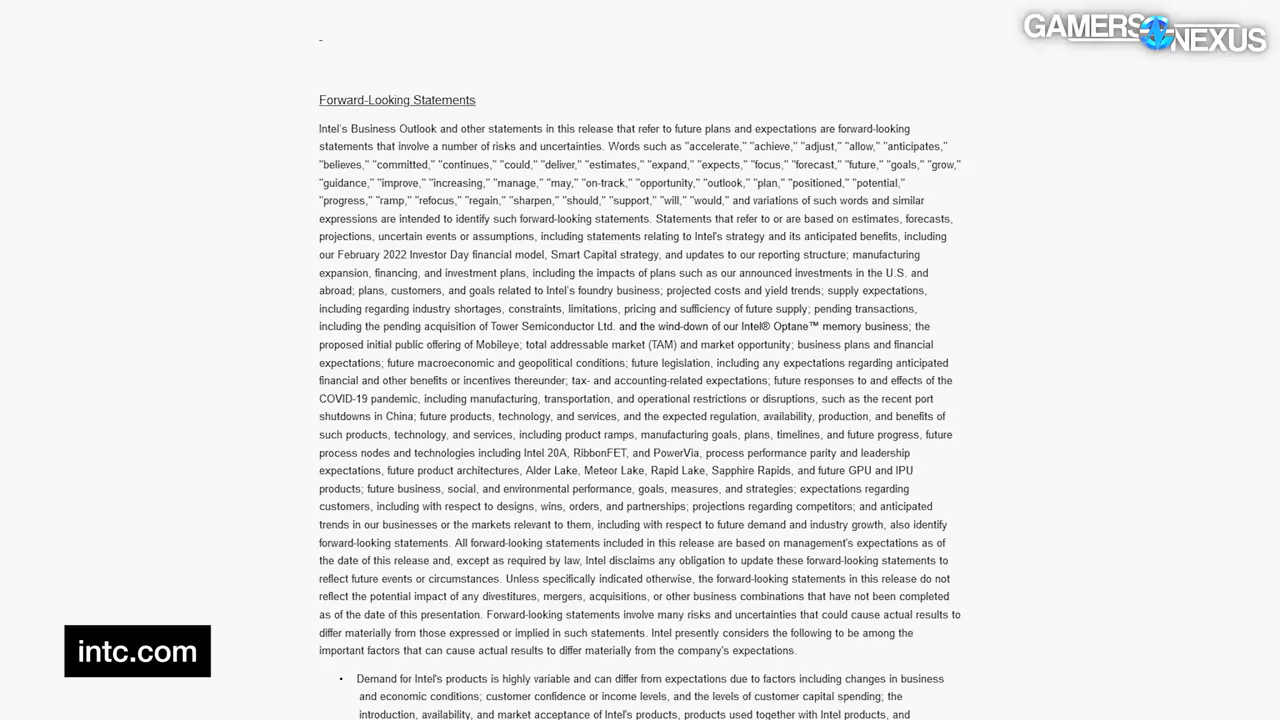 GAMERS NEXUS
-
Forward-Looking Statements
Intel's Business Outlook and other statements in this release that refer to future plans and expectations are forward-looking
statements that involve a number of risks and uncertainties. Words such as "accelerate," "achieve," "adjust," "allow," "anticipates,"
"believes," "committed," "continues," "could," "deliver," "estimates," "expand," "expects," "focus," "forecast," "future," "goals," "grow,"
"guidance," "improve," "increasing," "manage," "may," "on-track," "opportunity," "outlook," "plan," "positioned," "potential,"
"progress," "ramp," "refocus," "regain," "sharpen," "should," "support," "will," "would," and variations of such words and similar
expressions are intended to identify such forward-looking statements. Statements that refer to or are based on estimates, forecasts,
projections, uncertain events or assumptions, including statements relating to Intel's strategy and its anticipated benefits, including
our February 2022 Investor Day financial model, Smart Capital strategy, and updates to our reporting structure; manufacturing
expansion, financing, and investment plans, including the impacts of plans such as our announced investments in the U.S. and
abroad; plans, customers, and goals related to Intel's foundry business; projected costs and yield trends; supply expectations,
including regarding industry shortages, constraints, limitations, pricing and sufficiency of future supply; pending transactions,
including the pending acquisition of Tower Semiconductor Ltd. and the wind-down of our Intel® Optane™ memory business; the
proposed initial public offering of Mobileye; total addressable market (TAM) and market opportunity; business plans and financial
expectations; future macroeconomic and geopolitical conditions; future legislation, including any expectations regarding anticipated
financial and other benefits or incentives thereunder; tax- and accounting-related expectations; future responses to and effects of the
COVID-19 pandemic, including manufacturing, transportation, and operational restrictions or disruptions, such as the recent port
shutdowns in China; future products, technology, and services, and the expected regulation, availability, production, and benefits of
such products, technology, and services, including product ramps, manufacturing goals, plans, timelines, and future progress, future
process nodes and technologies including Intel 20A, RibbonFET, and PowerVia, process performance parity and leadership
expectations, future product architectures, Alder Lake, Meteor Lake, Rapid Lake, Sapphire Rapids, and future GPU and IPU
products; future business, social, and environmental performance, goals, measures, and strategies; expectations regarding
customers, including with respect to designs, wins, orders, and partnerships; projections regarding competitors; and anticipated
trends in our businesses or the markets relevant to them, including with respect to future demand and industry growth, also identify
forward-looking statements. All forward-looking statements included in this release are based on management's expectations as of
the date of this release and, except as required by law, Intel disclaims any obligation to update these forward-looking statements to
reflect future events or circumstances. Unless specifically indicated otherwise, the forward-looking statements in this release do not
reflect the potential impact of any divestitures, mergers, acquisitions, or other business combinations that have not been completed
as of the date of this presentation. Forward-looking statements involve many risks and uncertainties that could cause actual results to
differ materially from those expressed or implied in such statements. Intel presently considers the following to be among the
important factors that can cause actual results to differ materially from the company's expectations.
intc.com
• Demand for Intel's products is highly variable and can differ from expectations due to factors including changes in business
and economic conditions; customer confidence or income levels, and the levels of customer capital spending; the
introduction, availability, and market acceptance of Intel's products, products used together with Intel products, and